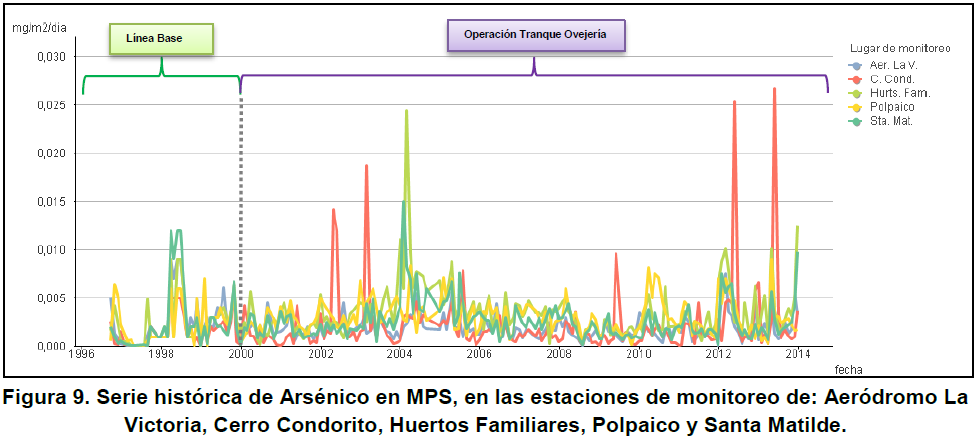 mg/m2/dia
Línea Base
Operación Tranque Ovejería
0,030
0,025
0,020
0,015
0,010
0,005
0,000
1996 1998 2000 2002 2004 2006 2008 2010 2012 2014
fecha
Lugar de monitoreo
Aer. La V.
C. Cond.
Hurts. Fam.
Polpaico
Sta. Mat.
Figura 9. Serie histórica de Arsénico en MPS, en las estaciones de monitoreo de: Aeródromo La
Victoria, Cerro Condorito, Huertos Familiares, Polpaico y Santa Matilde.